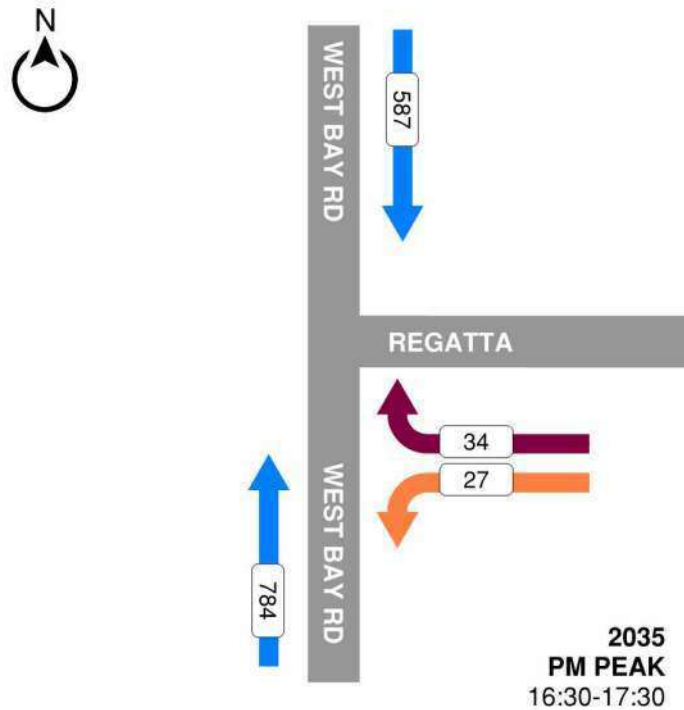 N
WEST BAY RD
587
REGATTA
34
27
WEST BAY RD
784
2035
PM PEAK
16:30-17:30